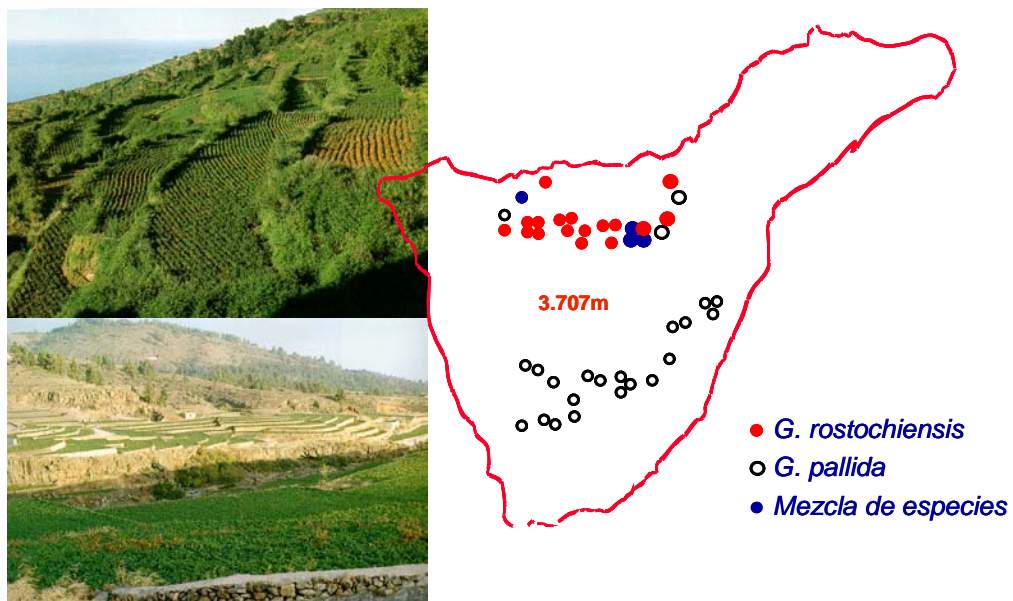 3.707m
G. rostochiensis
G. pallida
Mezcla de especies